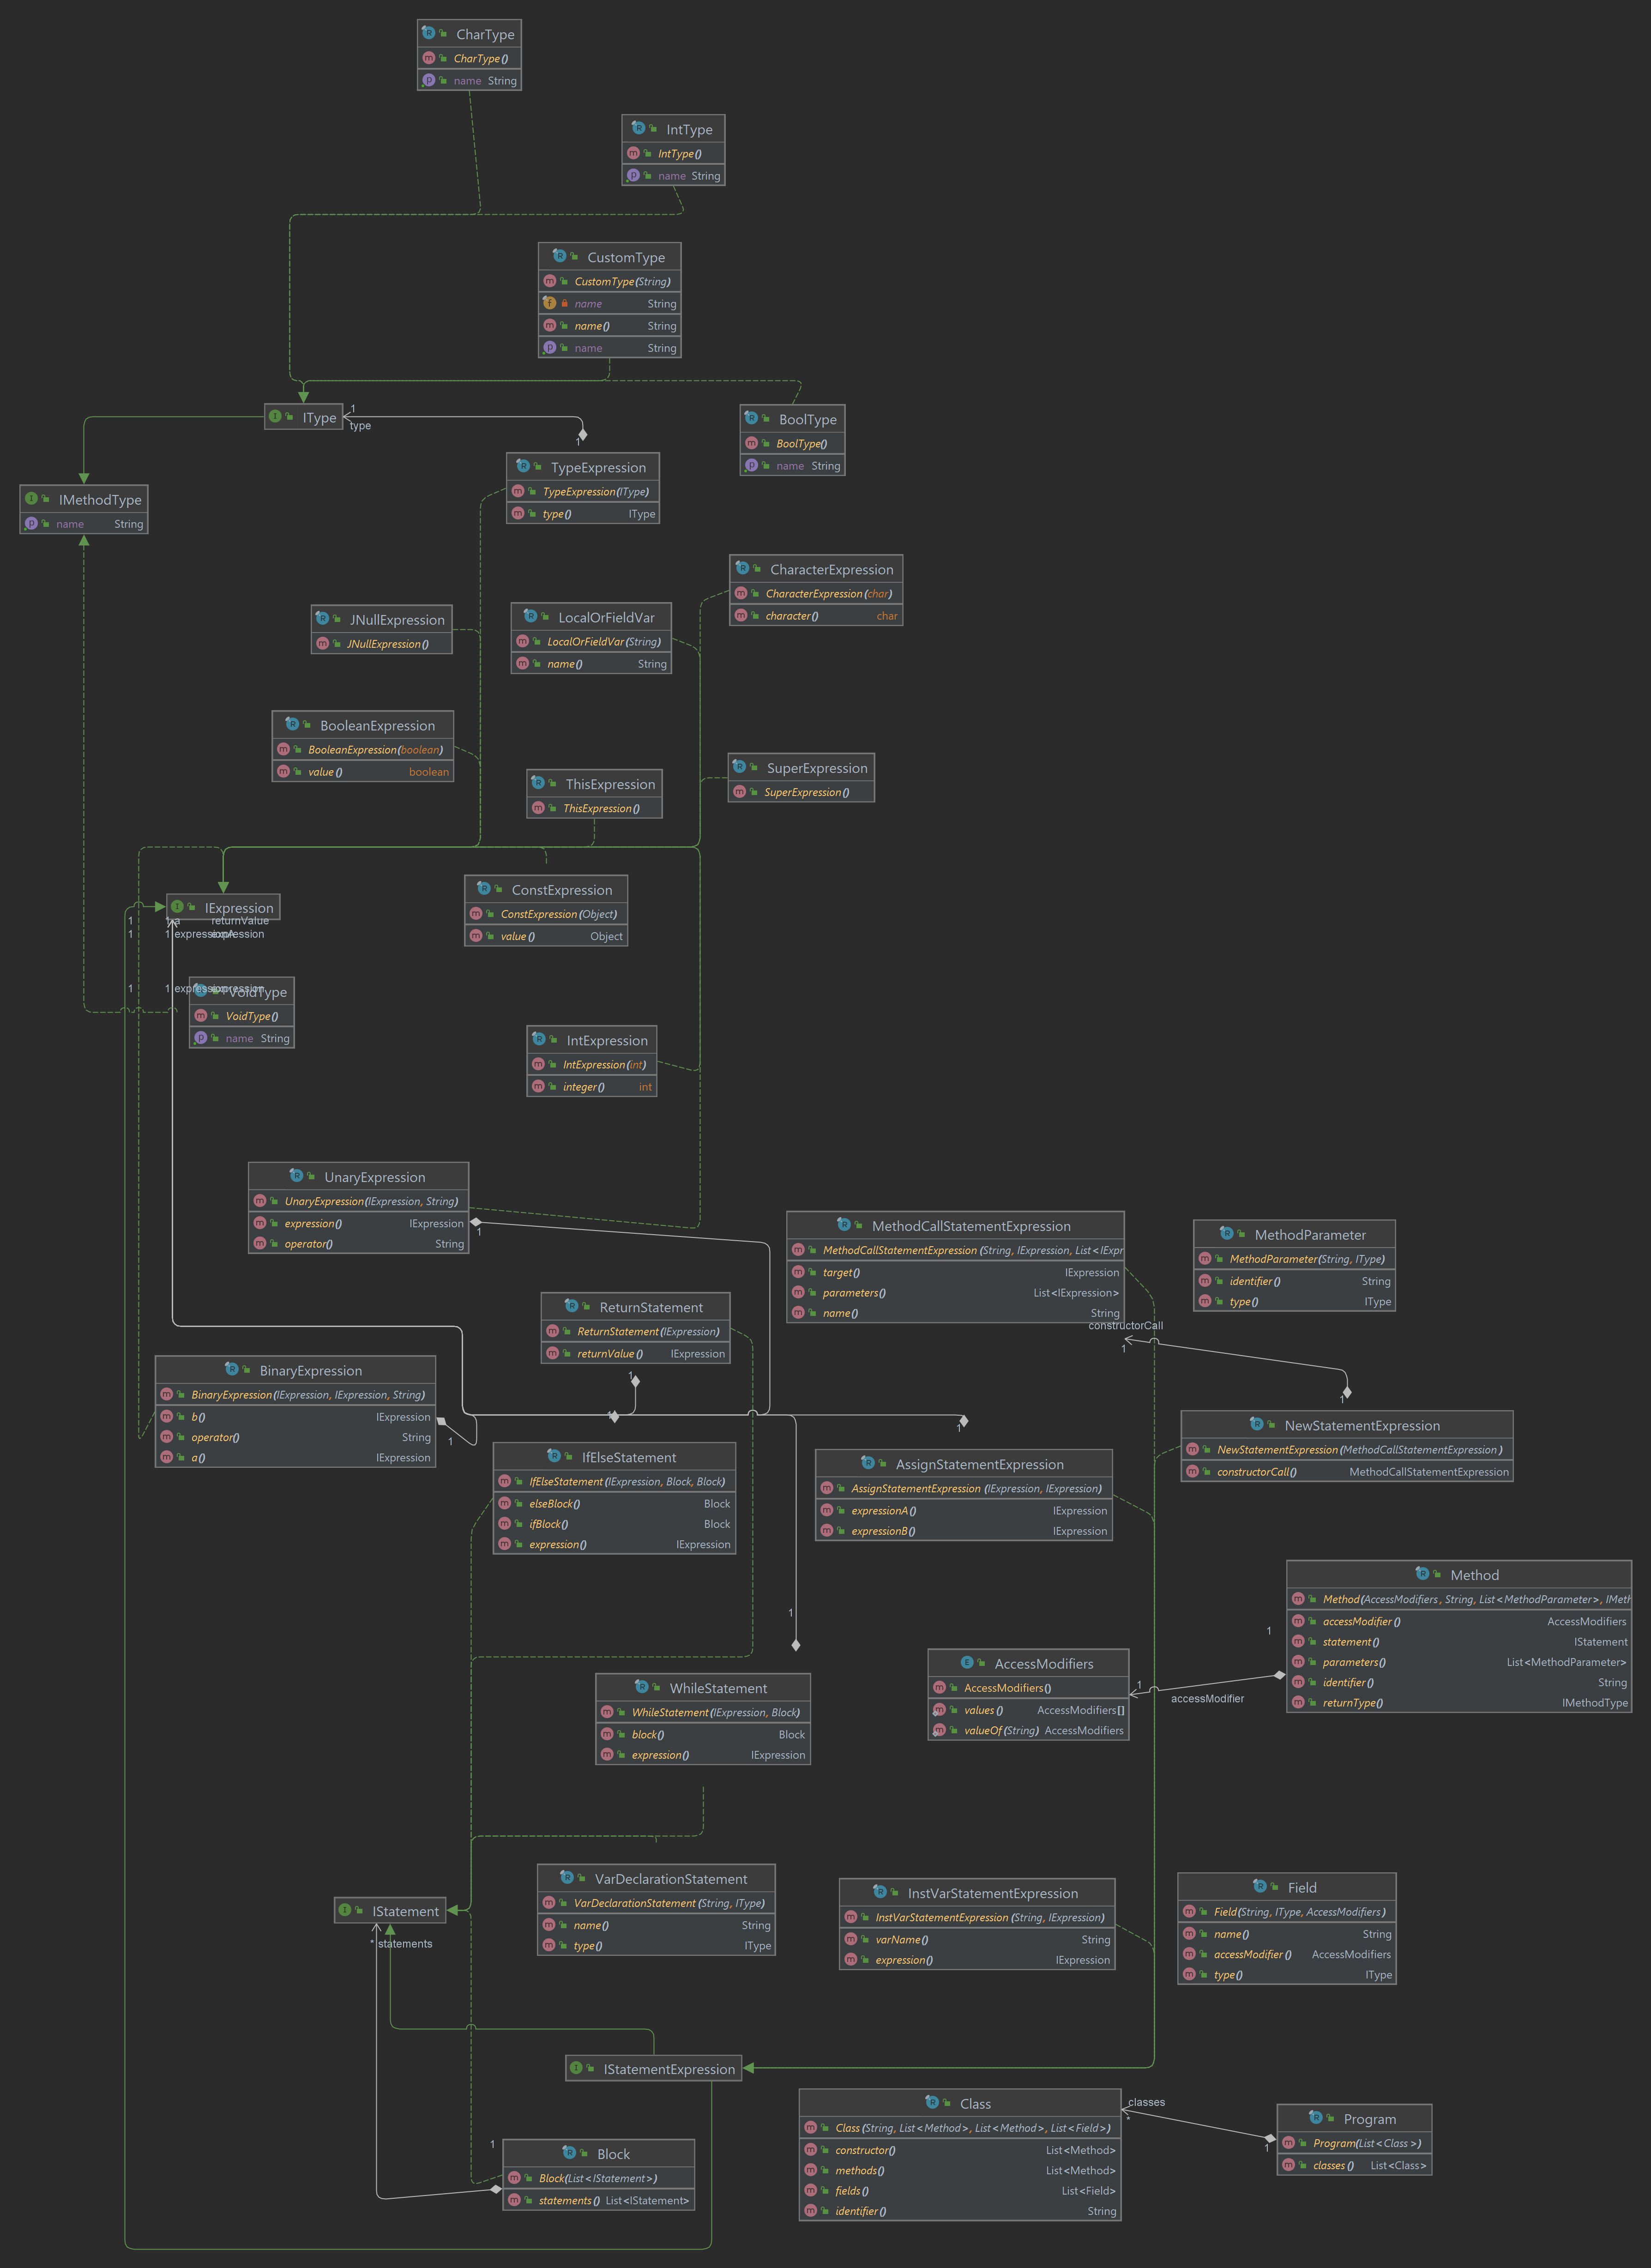 CharType
CharType()
name String
IntType
IntType()
name String
CustomType
CustomType(String)
name String
name() String
name String
IType
1
type
1
BoolType
BoolType()
name String
TypeExpression
TypeExpression(IType)
type() IType
IMethodType
name String
CharacterExpression
CharacterExpression(char)
character() char
JNullExpression
JNullExpression()
LocalOrFieldVar
LocalOrFieldVar(String)
name() String
BooleanExpression
BooleanExpression(boolean)
value() boolean
SuperExpression
SuperExpression()
ThisExpression
ThisExpression()
ConstExpression
ConstExpression(Object)
value() Object
IExpression
1 a returnValue
1 1 expressionA expression
1 1 expression
VoidType
VoidType()
name String
IntExpression
IntExpression(int)
integer() int
UnaryExpression
UnaryExpression(IExpression, String)
expression() IExpression
operator() String
1
MethodCallStatementExpression
MethodCallStatementExpression(String, IExpression, List<IExpr
target() IExpression
parameters() List<IExpression>
name() String
constructorCall
1
MethodParameter
MethodParameter(String, IType)
identifier() String
type() IType
ReturnStatement
ReturnStatement(IExpression)
returnValue() IExpression
1
BinaryExpression
BinaryExpression(IExpression, IExpression, String)
b() IExpression
operator() String
a() IExpression
1
1
1
1
NewStatementExpression
NewStatementExpression(MethodCallStatementExpression)
constructorCall() MethodCallStatementExpression
IfElseStatement
IfElseStatement(IExpression, Block, Block)
elseBlock() Block
ifBlock() Block
expression() IExpression
AssignStatementExpression
AssignStatementExpression(IExpression, IExpression)
expressionA() IExpression
expressionB() IExpression
1
Method
Method(AccessModifiers, String, List<MethodParameter>, IMeth
accessModifier() AccessModifiers
statement() IStatement
parameters() List<MethodParameter>
identifier() String
returnType() IMethodType
1
1
accessModifier
AccessModifiers
AccessModifiers()
values() AccessModifiers[]
valueOf(String) AccessModifiers
WhileStatement
WhileStatement(IExpression, Block)
block() Block
expression() IExpression
VarDeclarationStatement
VarDeclarationStatement(String, IType)
name() String
type() IType
InstVarStatementExpression
InstVarStatementExpression(String, IExpression)
varName() String
expression() IExpression
Field
Field(String, IType, AccessModifiers)
name() String
accessModifier() AccessModifiers
type() IType
IStatement
* statements
IStatementExpression
Class
Class(String, List<Method>, List<Method>, List<Field>)
constructor() List<Method>
methods() List<Method>
fields() List<Field>
identifier() String
classes
*
1
Program
Program(List<Class>)
classes() List<Class>
1
Block
Block(List<IStatement>)
statements() List<IStatement>